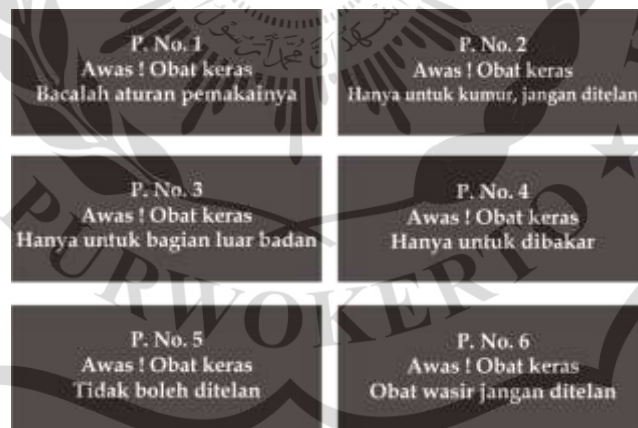 P. No. 1
Awas ! Obat keras
Bacalah aturan pemakainya
P. No. 2
Awas ! Obat keras
Hanya untuk kumur, jangan ditelan
P. No. 3
Awas ! Obat keras
Hanya untuk bagian luar badan
P. No. 4
Awas ! Obat keras
Hanya untuk dibakar
P. No. 5
Awas ! Obat keras
Tidak boleh ditelan
P. No. 6
Awas ! Obat keras
Obat wasir jangan ditelan
PURWOKERTO